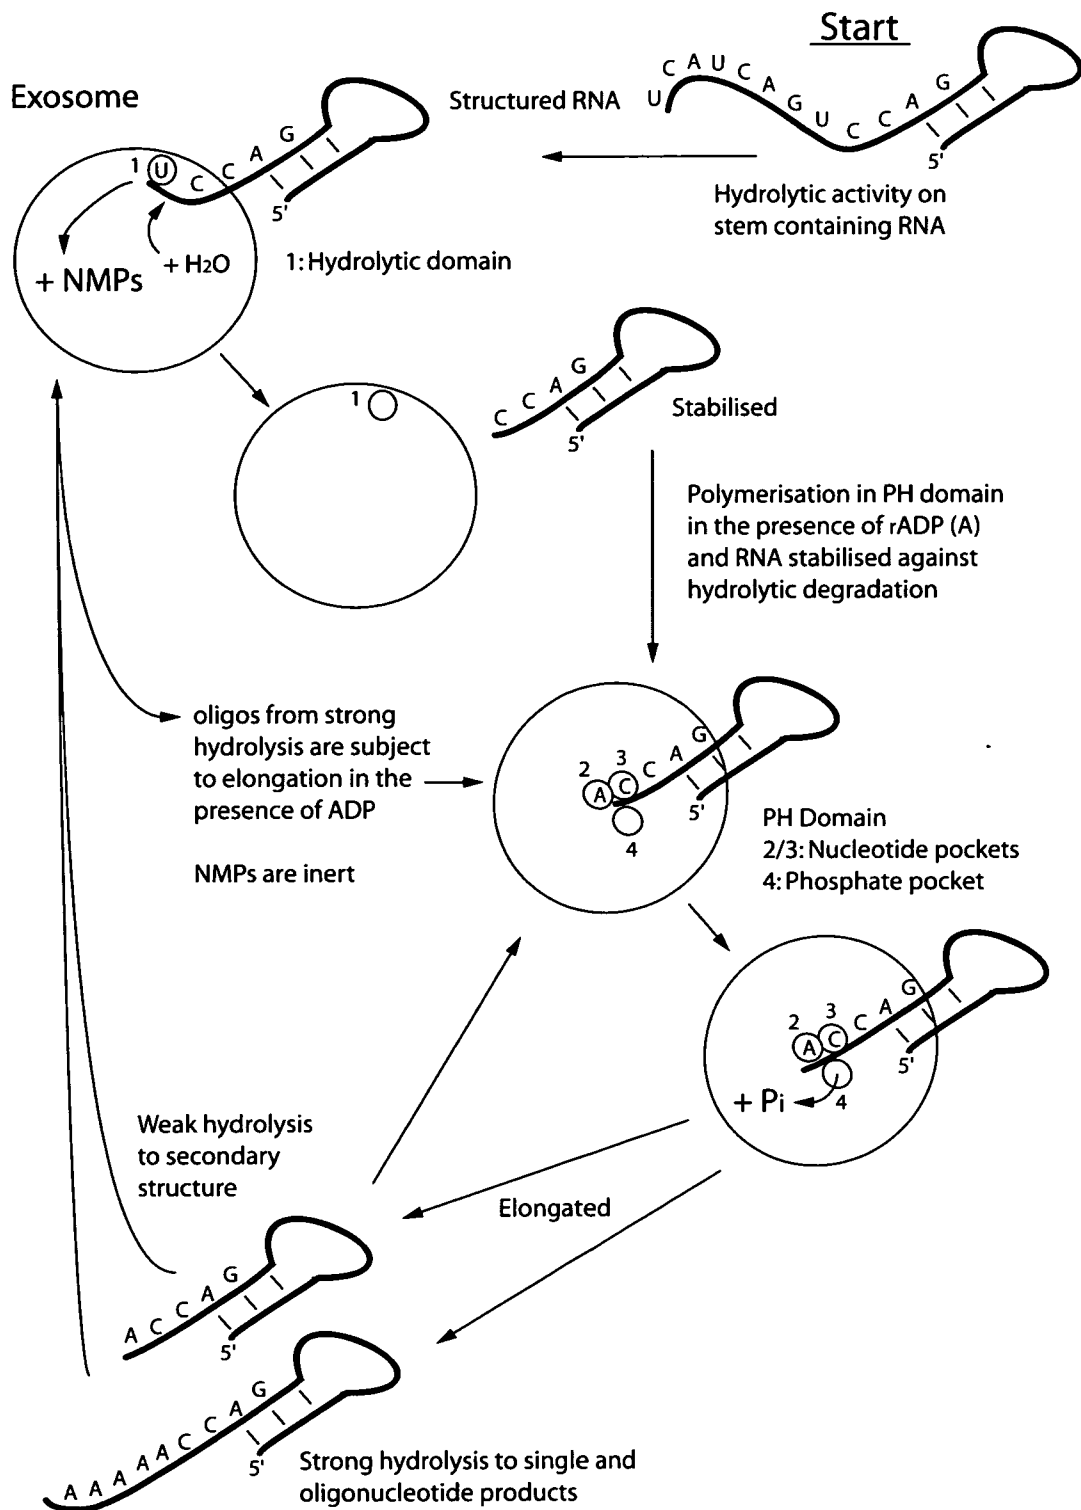 Start
U C A U C A G U C C A G
5'
Structured RNA
Hydrolytic activity on
stem containing RNA
Exosome
1 U C C A G
5'
+ NMPs
+ H2O
1: Hydrolytic domain
1
C C A G
5'
Stabilised
Polymerisation in PH domain
in the presence of rADP (A)
and RNA stabilised against
hydrolytic degradation
oligos from strong
hydrolysis are subject
to elongation in the
presence of ADP
NMPs are inert
2 3
A C C A G
5'
4
PH Domain
2/3: Nucleotide pockets
4: Phosphate pocket
2 3
A C C A G
5'
+ Pi
4
Weak hydrolysis
to secondary
structure
Elongated
A C C A G
5'
A A A A A C C A G
5'
Strong hydrolysis to single and
oligonucleotide products